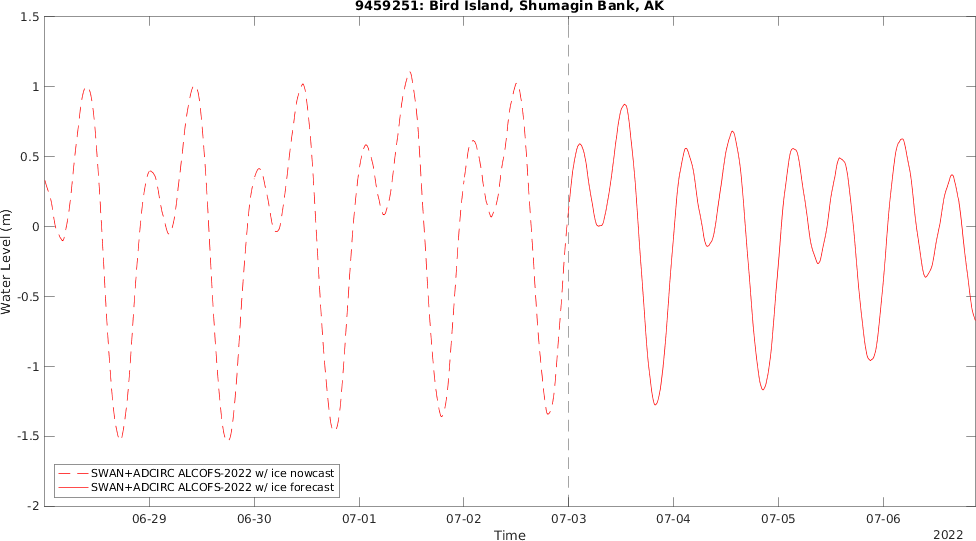 9459251: Bird Island, Shumagin Bank, AK
1.5
1
0.5
0
-0.5
-1
-1.5
-2
Water Level (m)
SWAN+ADCIRC ALCOFS-2022 w/ ice nowcast
SWAN+ADCIRC ALCOFS-2022 w/ ice forecast
06-29 06-30 07-01 07-02 07-03 07-04 07-05 07-06
Time
2022